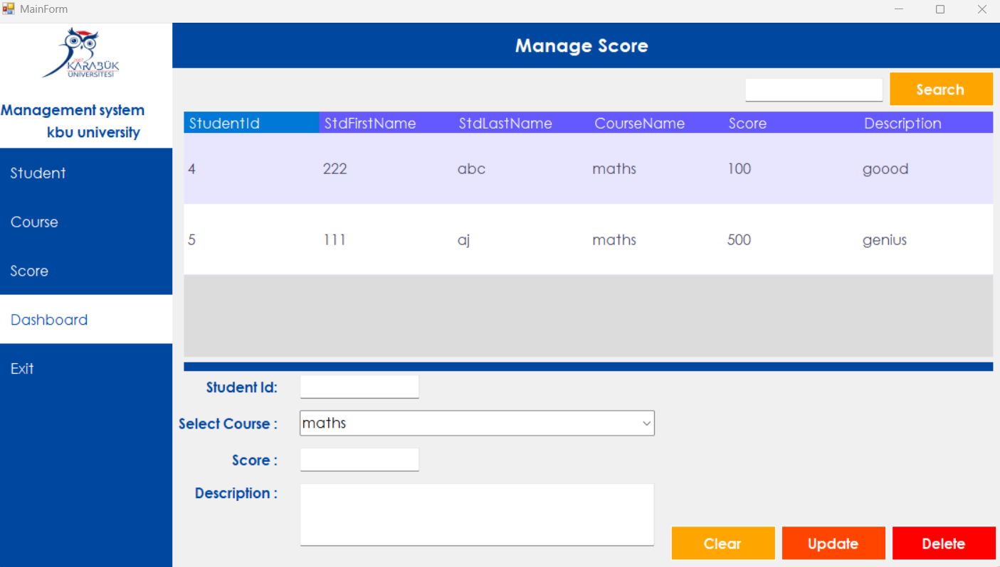 MainForm
KARABÜK
ÜNİVERSİTESİ
Management system
kbu university
Student
Course
Score
Dashboard
Exit
Manage Score
Search
StudentId StdFirstName StdLastName CourseName Score Description
4 222 abc maths 100 goood
5 111 aj maths 500 genius
Student Id:
Select Course : maths
Score :
Description :
Clear Update Delete